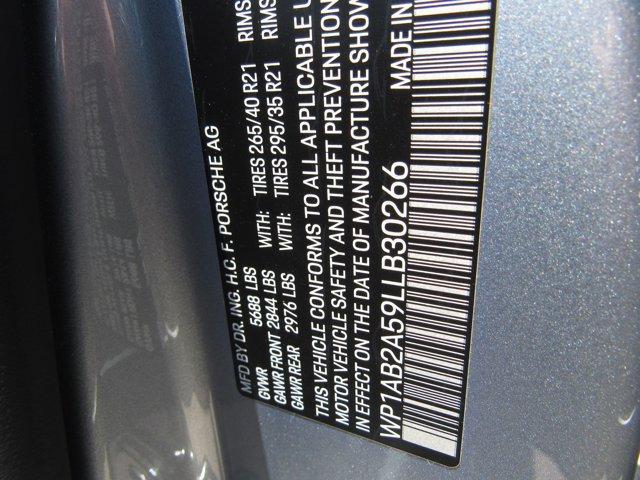 MFD BY DR. ING. H.C. F. PORSCHE AG
GVWR 5688 LBS
GAWR FRONT 2844 LBS WITH: TIRES 265/40 R21 RIMS
GAWR REAR 2976 LBS WITH: TIRES 295/35 R21 RIMS
THIS VEHICLE CONFORMS TO ALL APPLICABLE
MOTOR VEHICLE SAFETY AND THEFT PREVENTION
IN EFFECT ON THE DATE OF MANUFACTURE SHOW
WP1AB2A59LLB30266 MADE IN